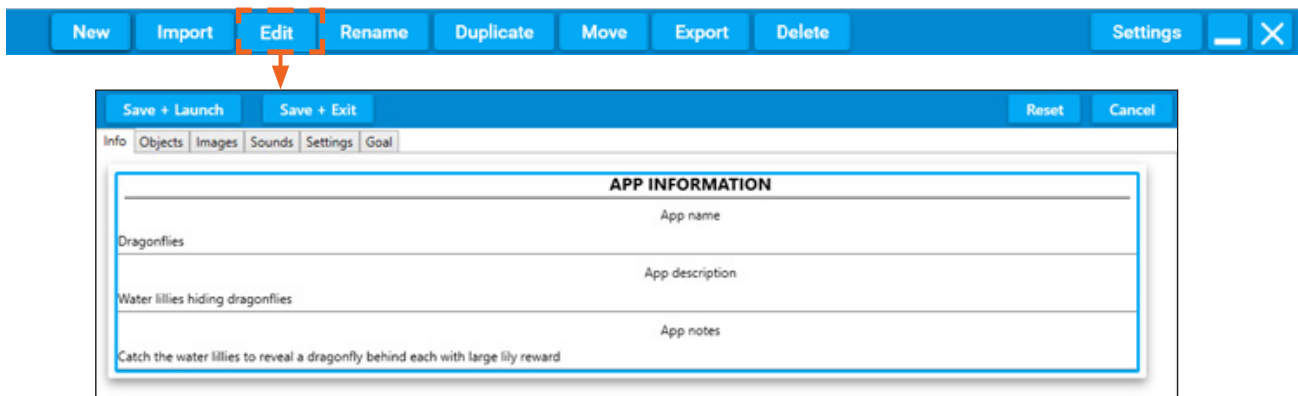 New Import Edit Rename Duplicate Move Export Delete Settings
Save + Launch Save + Exit Reset Cancel
Info Objects Images Sounds Settings Goal
APP INFORMATION
App name
Dragonflies
App description
Water lillies hiding dragonflies
App notes
Catch the water lillies to reveal a dragonfly behind each with large lily reward